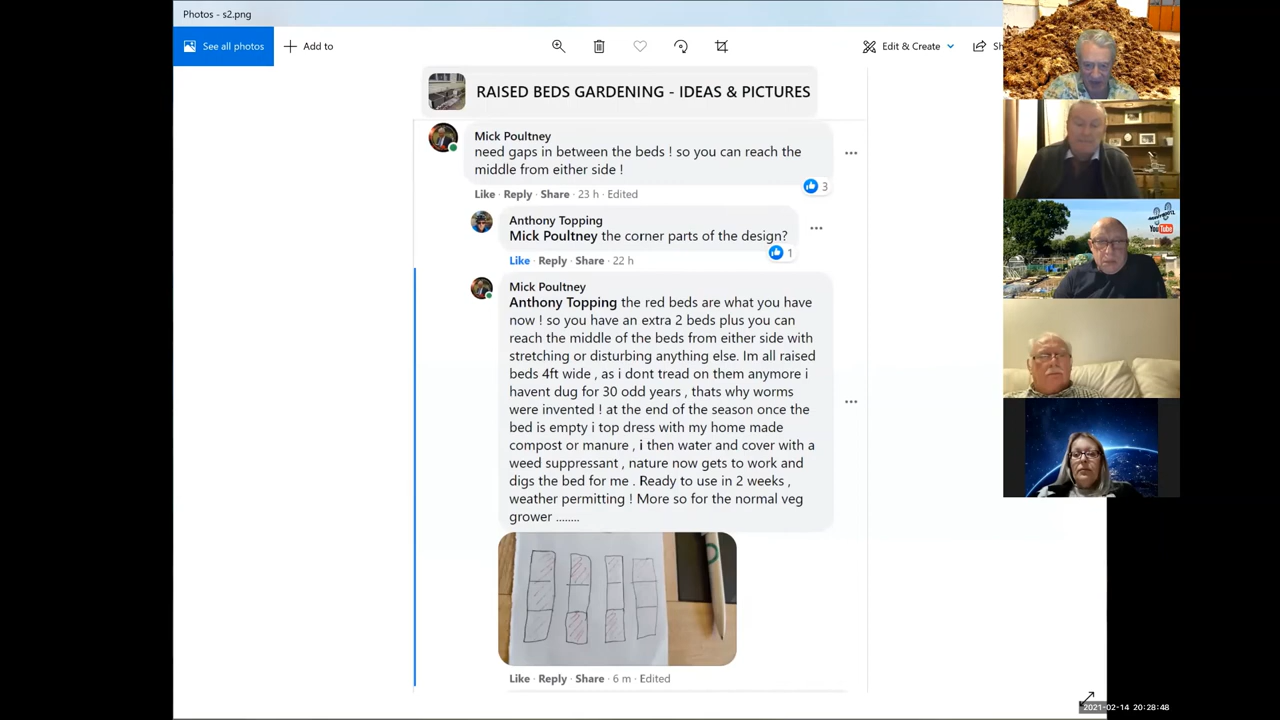 Photos - s2.png
See all photos
Add to
Edit & Create
RAISED BEDS GARDENING - IDEAS & PICTURES
Mick Poultney
need gaps in between the beds ! so you can reach the
middle from either side !
Like · Reply · Share · 23 h · Edited
3
Anthony Topping
Mick Poultney the corner parts of the design?
1
Like · Reply · Share · 22 h
Mick Poultney
Anthony Topping the red beds are what you have
now ! so you have an extra 2 beds plus you can
reach the middle of the beds from either side with
stretching or disturbing anything else. Im all raised
beds 4ft wide , as i dont tread on them anymore i
havent dug for 30 odd years , thats why worms
were invented ! at the end of the season once the
bed is empty i top dress with my home made
compost or manure , i then water and cover with a
weed suppressant , nature now gets to work and
digs the bed for me . Ready to use in 2 weeks ,
weather permitting ! More so for the normal veg
grower ........
Like · Reply · Share · 6 m · Edited
You
Tube
2021-02-14 20:28:48